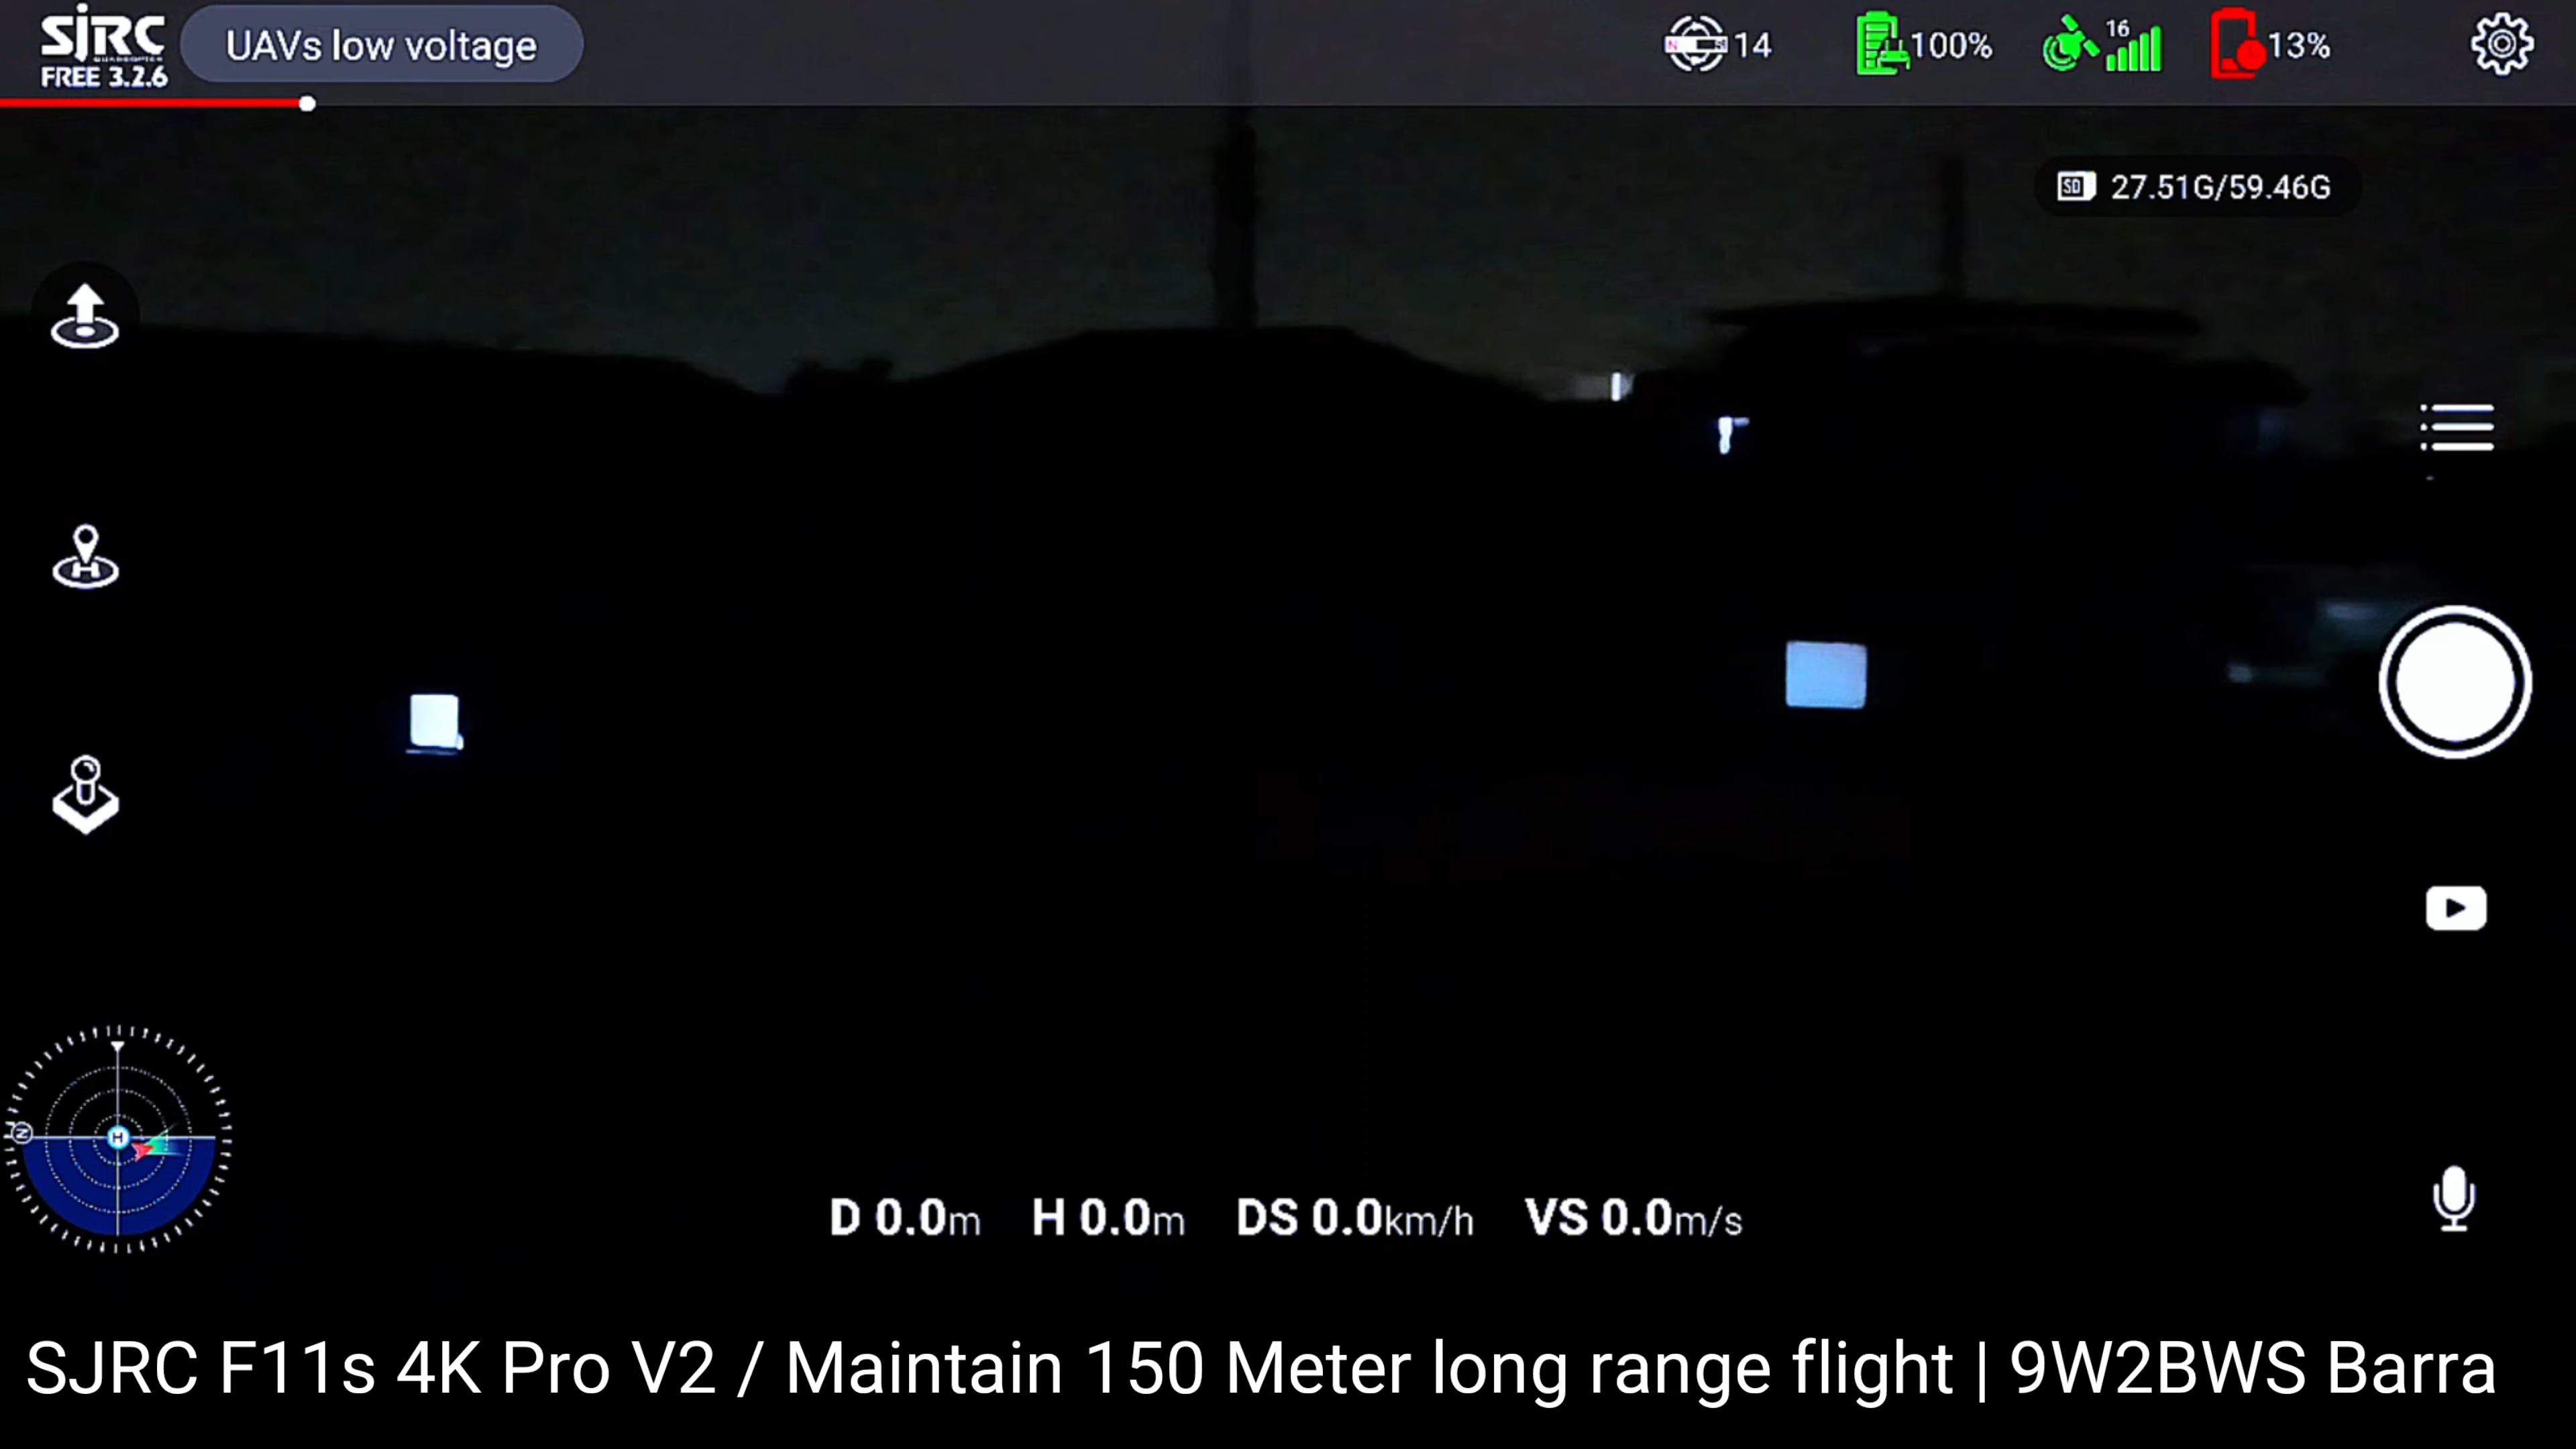 SJRC
FREE 3.2.6
UAVs low voltage
N
14
100%
16
13%
SD
27.51G/59.46G
H
N
H
D 0.0m H 0.0m DS 0.0km/h VS 0.0m/s
SJRC F11s 4K Pro V2 / Maintain 150 Meter long range flight | 9W2BWS Barra